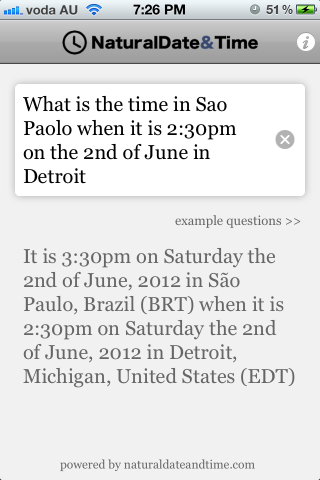 voda AU 7:26 PM 51%
NaturalDate&Time
What is the time in Sao
Paolo when it is 2:30pm
on the 2nd of June in
Detroit
example questions >>
It is 3:30pm on Saturday the
2nd of June, 2012 in São
Paulo, Brazil (BRT) when it is
2:30pm on Saturday the 2nd
of June, 2012 in Detroit,
Michigan, United States (EDT)
powered by naturaldateandtime.com